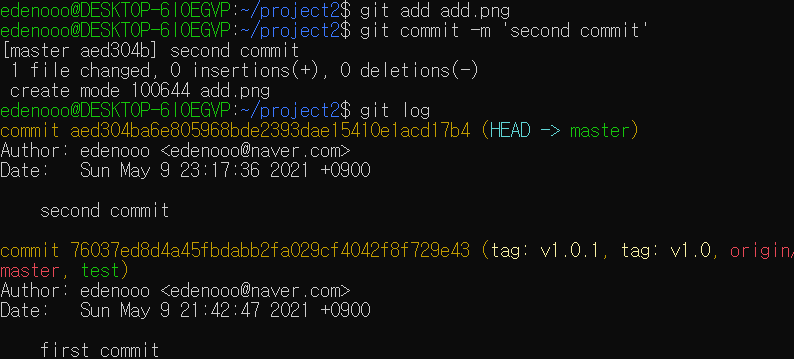 edenooo@DESKTOP-6I0EGVP:~/project2$ git add add.png
edenooo@DESKTOP-6I0EGVP:~/project2$ git commit -m 'second commit'
[master aed304b] second commit
 1 file changed, 0 insertions(+), 0 deletions(-)
 create mode 100644 add.png
edenooo@DESKTOP-6I0EGVP:~/project2$ git log
commit aed304ba6e805968bde2393dae15410e1acd17b4 (HEAD -> master)
Author: edenooo <edenooo@naver.com>
Date:   Sun May 9 23:17:36 2021 +0900

    second commit

commit 76037ed8d4a45fbdabb2fa029cf4042f8f729e43 (tag: v1.0.1, tag: v1.0, origin/
master, test)
Author: edenooo <edenooo@naver.com>
Date:   Sun May 9 21:42:47 2021 +0900

    first commit